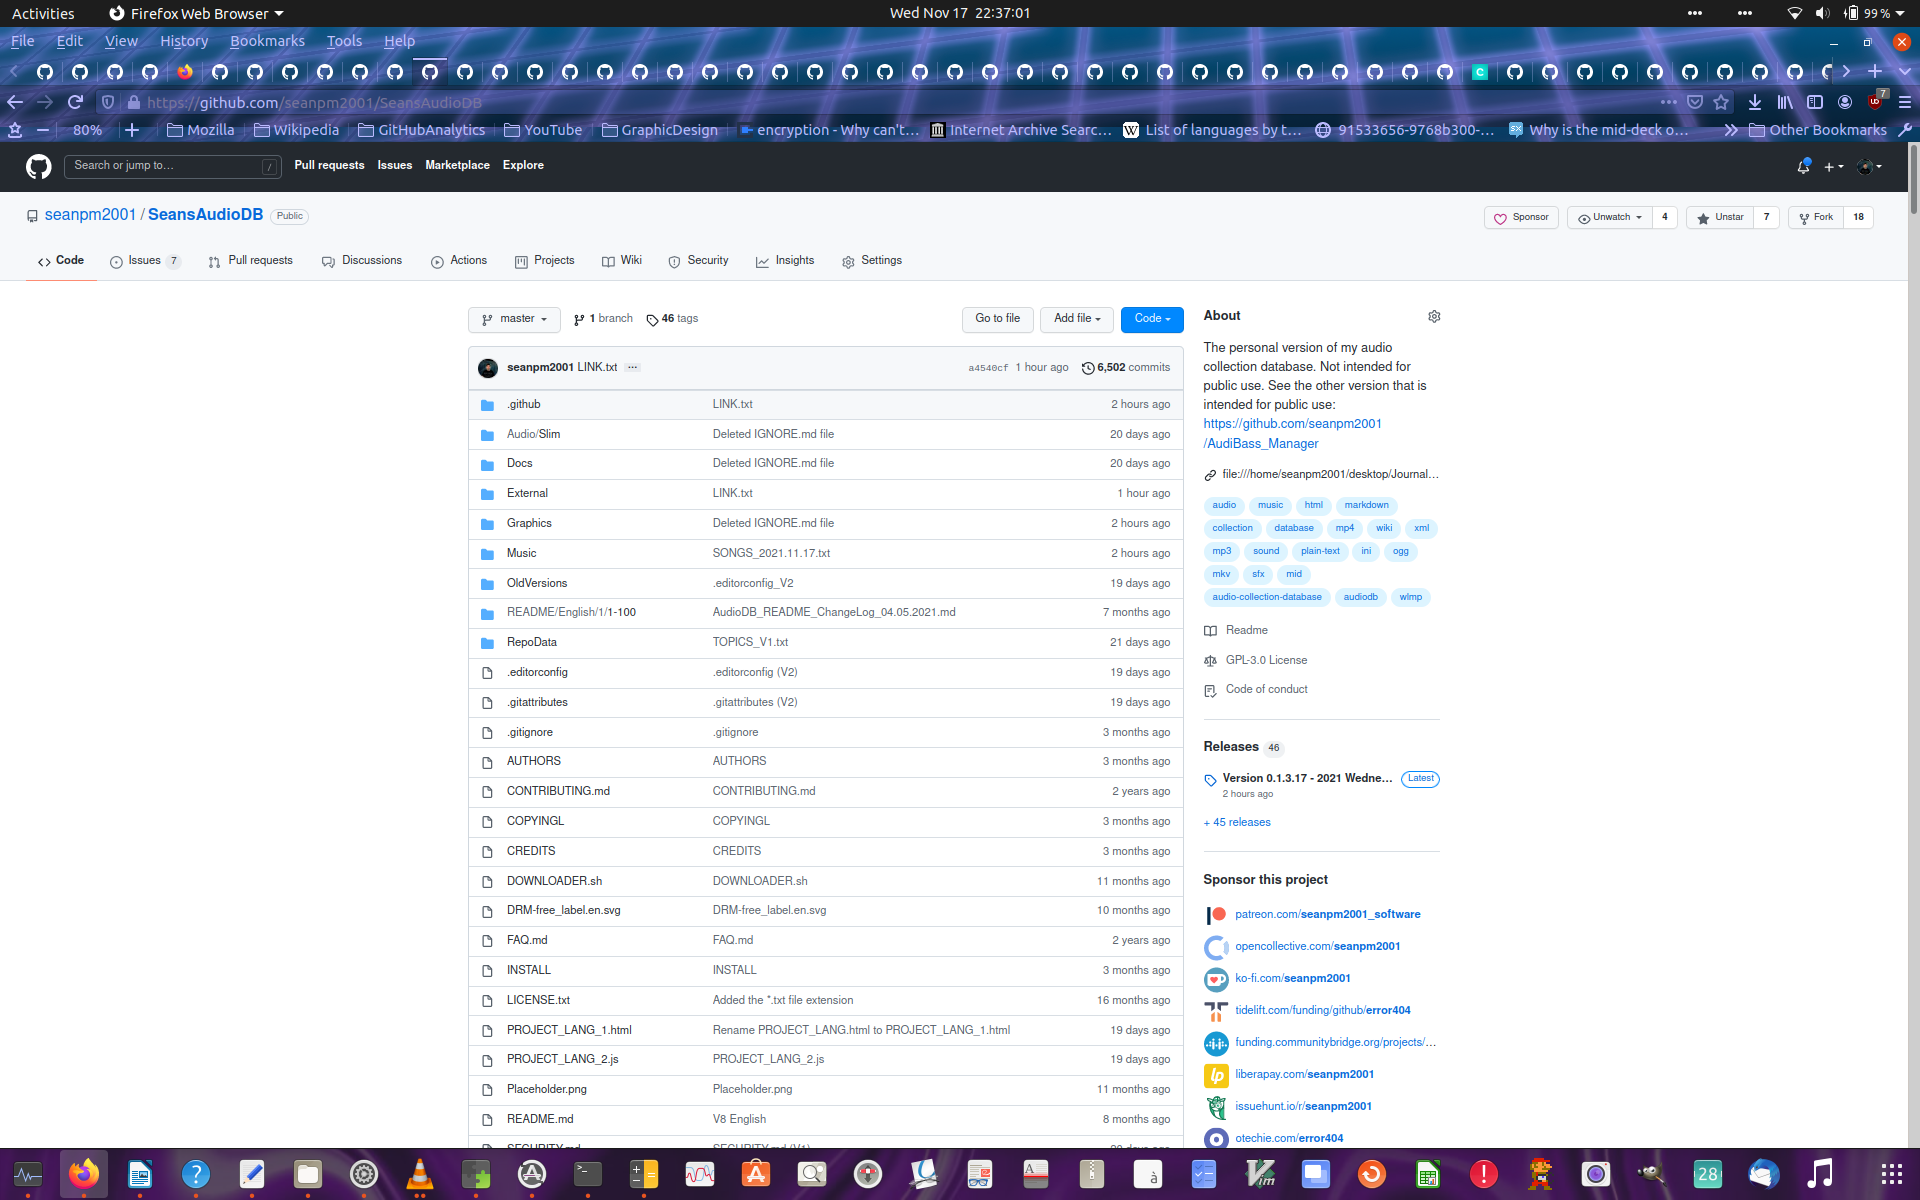 Activities Firefox Web Browser Wed Nov 17 22:37:01 99 %
File Edit View History Bookmarks Tools Help
https://github.com/seanpm2001/SeansAudioDB 7
80% Mozilla Wikipedia GitHubAnalytics YouTube GraphicDesign encryption - Why can't… Internet Archive Searc… List of languages by t… 91533656-9768b300-… Why is the mid-deck o… Other Bookmarks
Search or jump to… / Pull requests Issues Marketplace Explore
seanpm2001 / SeansAudioDB Public Sponsor Unwatch 4 Unstar 7 Fork 18
Code Issues 7 Pull requests Discussions Actions Projects Wiki Security Insights Settings
master 1 branch 46 tags Go to file Add file Code
seanpm2001 LINK.txt ... a4540cf 1 hour ago 6,502 commits
.github LINK.txt 2 hours ago
Audio/Slim Deleted IGNORE.md file 20 days ago
Docs Deleted IGNORE.md file 20 days ago
External LINK.txt 1 hour ago
Graphics Deleted IGNORE.md file 2 hours ago
Music SONGS_2021.11.17.txt 2 hours ago
OldVersions .editorconfig_V2 19 days ago
README/English/1/1-100 AudioDB_README_ChangeLog_04.05.2021.md 7 months ago
RepoData TOPICS_V1.txt 21 days ago
.editorconfig .editorconfig (V2) 19 days ago
.gitattributes .gitattributes (V2) 19 days ago
.gitignore .gitignore 3 months ago
AUTHORS AUTHORS 3 months ago
CONTRIBUTING.md CONTRIBUTING.md 2 years ago
COPYINGL COPYINGL 3 months ago
CREDITS CREDITS 3 months ago
DOWNLOADER.sh DOWNLOADER.sh 11 months ago
DRM-free_label.en.svg DRM-free_label.en.svg 10 months ago
FAQ.md FAQ.md 2 years ago
INSTALL INSTALL 3 months ago
LICENSE.txt Added the *.txt file extension 16 months ago
PROJECT_LANG_1.html Rename PROJECT_LANG.html to PROJECT_LANG_1.html 19 days ago
PROJECT_LANG_2.js PROJECT_LANG_2.js 19 days ago
Placeholder.png Placeholder.png 11 months ago
README.md V8 English 8 months ago
About
The personal version of my audio
collection database. Not intended for
public use. See the other version that is
intended for public use:
https://github.com/seanpm2001
/AudiBass_Manager
file:///home/seanpm2001/desktop/Journal…
audio music html markdown
collection database mp4 wiki xml
mp3 sound plain-text ini ogg
mkv sfx mid
audio-collection-database audiodb wlmp
Readme
GPL-3.0 License
Code of conduct
Releases 46
Version 0.1.3.17 - 2021 Wedne… Latest
2 hours ago
+ 45 releases
Sponsor this project
patreon.com/seanpm2001_software
opencollective.com/seanpm2001
ko-fi.com/seanpm2001
tidelift.com/funding/github/error404
funding.communitybridge.org/projects/…
liberapay.com/seanpm2001
issuehunt.io/r/seanpm2001
otechie.com/error404
28